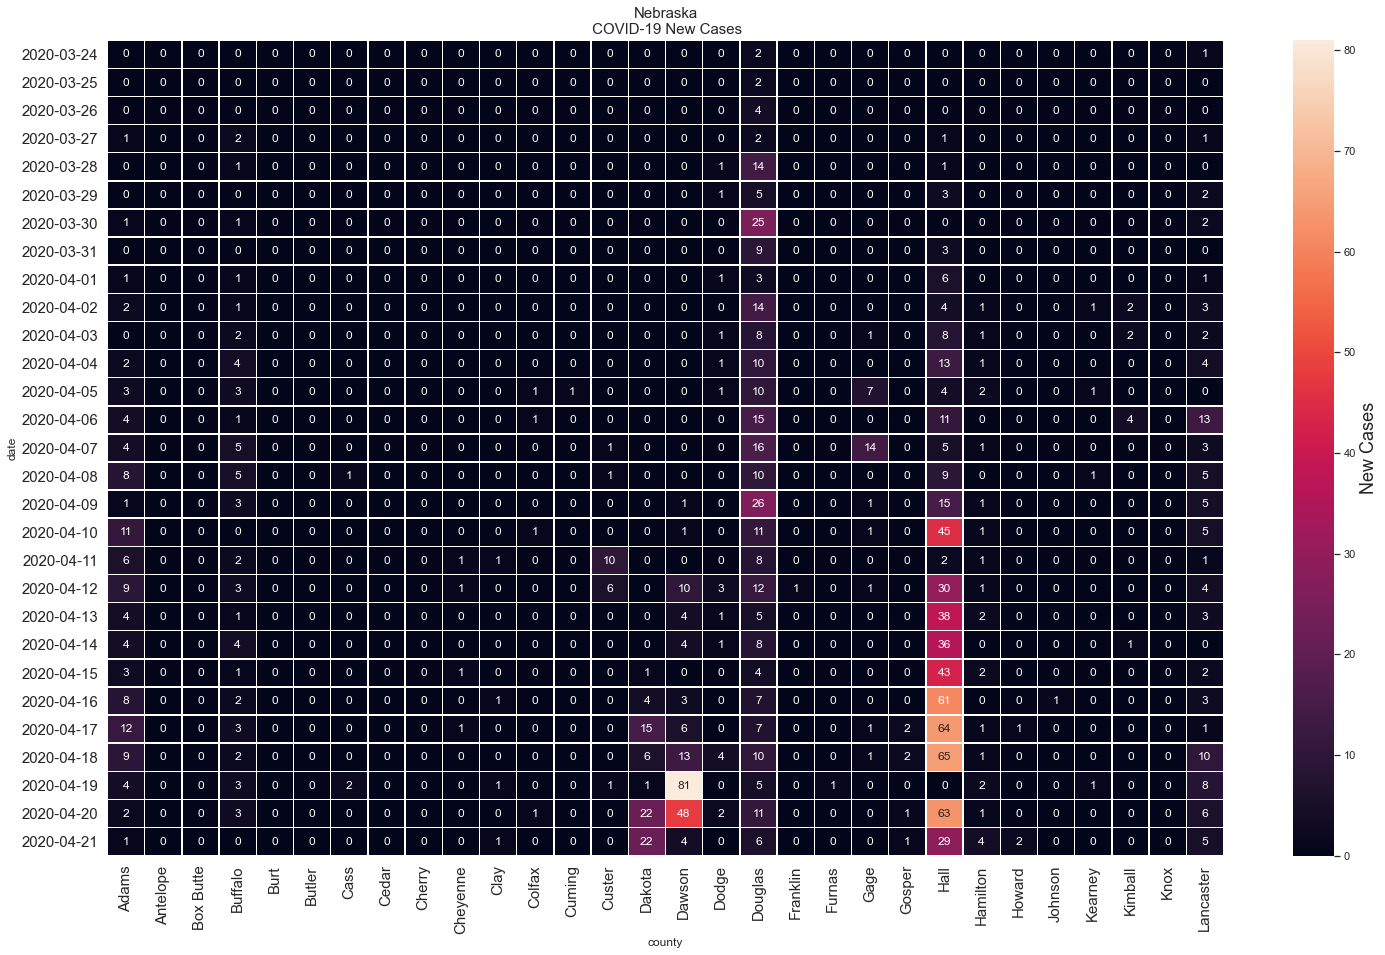 Nebraska
COVID-19 New Cases
2020-03-24 0 0 0 0 0 0 0 0 0 0 0 0 0 0 0 0 0 2 0 0 0 0 0 0 0 0 0 0 0 1
2020-03-25 0 0 0 0 0 0 0 0 0 0 0 0 0 0 0 0 0 2 0 0 0 0 0 0 0 0 0 0 0 0
2020-03-26 0 0 0 0 0 0 0 0 0 0 0 0 0 0 0 0 0 4 0 0 0 0 0 0 0 0 0 0 0 0
2020-03-27 1 0 0 2 0 0 0 0 0 0 0 0 0 0 0 0 0 2 0 0 0 0 1 0 0 0 0 0 0 1
2020-03-28 0 0 0 1 0 0 0 0 0 0 0 0 0 0 0 0 1 14 0 0 0 0 1 0 0 0 0 0 0 0
2020-03-29 0 0 0 0 0 0 0 0 0 0 0 0 0 0 0 0 1 5 0 0 0 0 3 0 0 0 0 0 0 2
2020-03-30 1 0 0 1 0 0 0 0 0 0 0 0 0 0 0 0 0 25 0 0 0 0 0 0 0 0 0 0 0 2
2020-03-31 0 0 0 0 0 0 0 0 0 0 0 0 0 0 0 0 0 9 0 0 0 0 3 0 0 0 0 0 0 0
2020-04-01 1 0 0 1 0 0 0 0 0 0 0 0 0 0 0 0 1 3 0 0 0 0 6 0 0 0 0 0 0 1
2020-04-02 2 0 0 1 0 0 0 0 0 0 0 0 0 0 0 0 0 14 0 0 0 0 4 1 0 0 1 2 0 3
2020-04-03 0 0 0 2 0 0 0 0 0 0 0 0 0 0 0 0 1 8 0 0 1 0 8 1 0 0 0 2 0 2
2020-04-04 2 0 0 4 0 0 0 0 0 0 0 0 0 0 0 0 1 10 0 0 0 0 13 1 0 0 0 0 0 4
2020-04-05 3 0 0 3 0 0 0 0 0 0 0 1 1 0 0 0 1 10 0 0 7 0 4 2 0 0 1 0 0 0
2020-04-06 4 0 0 1 0 0 0 0 0 0 0 1 0 0 0 0 0 15 0 0 0 0 11 0 0 0 0 4 0 13
2020-04-07 4 0 0 5 0 0 0 0 0 0 0 0 0 1 0 0 0 16 0 0 14 0 5 1 0 0 0 0 0 3
2020-04-08 8 0 0 5 0 0 1 0 0 0 0 0 0 1 0 0 0 10 0 0 0 0 9 0 0 0 1 0 0 5
2020-04-09 1 0 0 3 0 0 0 0 0 0 0 0 0 0 0 1 0 26 0 0 1 0 15 1 0 0 0 0 0 5
2020-04-10 11 0 0 0 0 0 0 0 0 0 0 1 0 0 0 1 0 11 0 0 1 0 45 1 0 0 0 0 0 5
2020-04-11 6 0 0 2 0 0 0 0 0 1 1 0 0 10 0 0 0 8 0 0 0 0 2 1 0 0 0 0 0 1
2020-04-12 9 0 0 3 0 0 0 0 0 1 0 0 0 6 0 10 3 12 1 0 1 0 30 1 0 0 0 0 0 4
2020-04-13 4 0 0 1 0 0 0 0 0 0 0 0 0 0 0 4 1 5 0 0 0 0 38 2 0 0 0 0 0 3
2020-04-14 4 0 0 4 0 0 0 0 0 0 0 0 0 0 0 4 1 8 0 0 0 0 36 0 0 0 0 1 0 0
2020-04-15 3 0 0 1 0 0 0 0 0 1 0 0 0 0 1 0 0 4 0 0 0 0 43 2 0 0 0 0 0 2
2020-04-16 8 0 0 2 0 0 0 0 0 0 1 0 0 0 4 3 0 7 0 0 0 0 61 0 0 1 0 0 0 3
2020-04-17 12 0 0 3 0 0 0 0 0 1 0 0 0 0 15 6 0 7 0 0 1 2 64 1 1 0 0 0 0 1
2020-04-18 9 0 0 2 0 0 0 0 0 0 0 0 0 0 6 13 4 10 0 0 1 2 65 1 0 0 0 0 0 10
2020-04-19 4 0 0 3 0 0 2 0 0 0 1 0 0 1 1 81 0 5 0 1 0 0 0 2 0 0 1 0 0 8
2020-04-20 2 0 0 3 0 0 0 0 0 0 0 1 0 0 22 48 2 11 0 0 0 1 63 1 0 0 0 0 0 6
2020-04-21 1 0 0 0 0 0 0 0 0 0 1 0 0 0 22 4 0 6 0 0 0 1 29 4 2 0 0 0 0 5
date
Adams Antelope Box Butte Buffalo Burt Butler Cass Cedar Cherry Cheyenne Clay Colfax Cuming Custer Dakota Dawson Dodge Douglas Franklin Furnas Gage Gosper Hall Hamilton Howard Johnson Kearney Kimball Knox Lancaster
county
80
70
60
50
40
30
20
10
0
New Cases